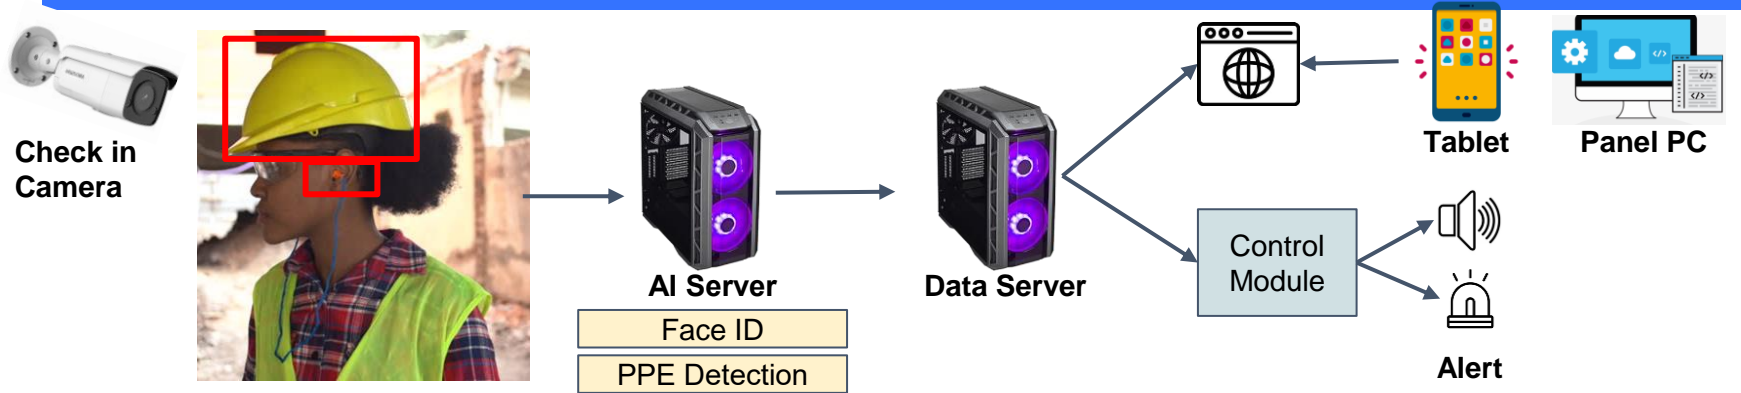 Check in
Camera
AI Server
Face ID
PPE Detection
Data Server
Control
Module
Tablet
Panel PC
</>
</>
</>
Alert